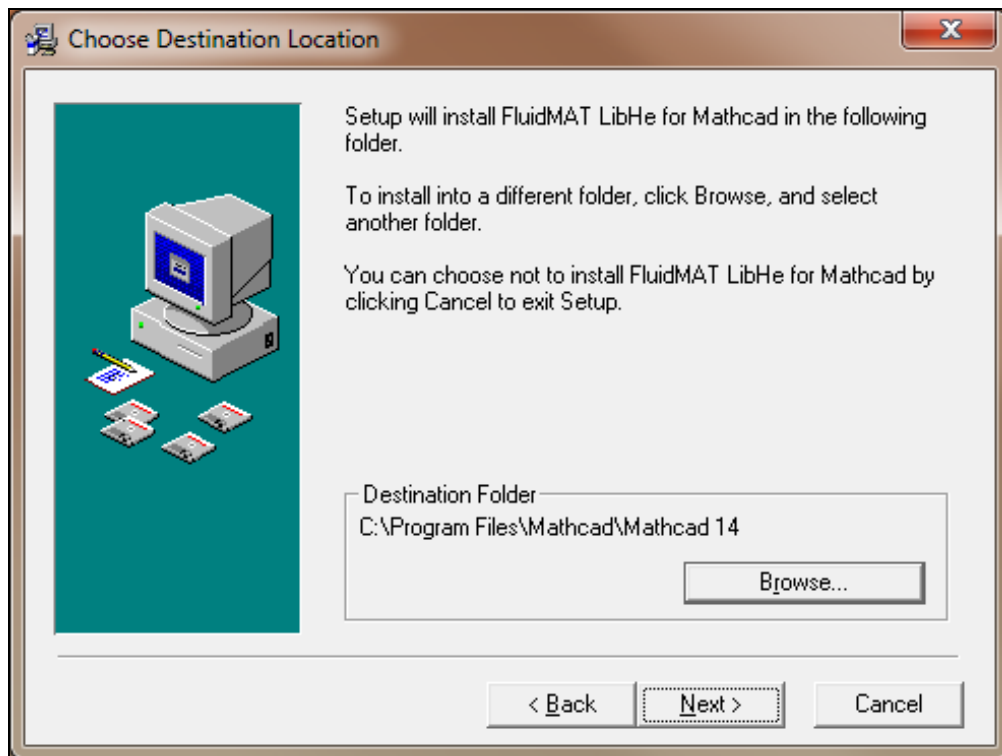 Choose Destination Location
Setup will install FluidMAT LibHe for Mathcad in the following
folder.
To install into a different folder, click Browse, and select
another folder.
You can choose not to install FluidMAT LibHe for Mathcad by
clicking Cancel to exit Setup.
Destination Folder
C:\Program Files\Mathcad\Mathcad 14
Browse...
< Back
Next >
Cancel